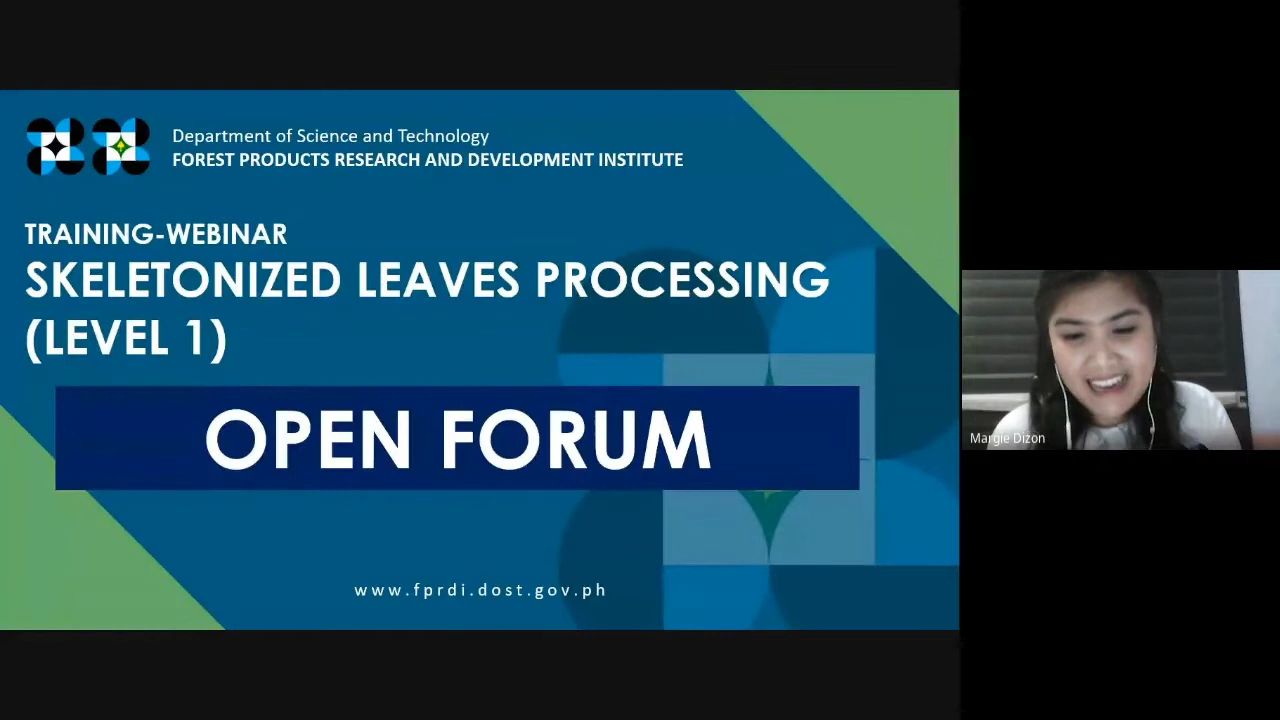 Department of Science and Technology
FOREST PRODUCTS RESEARCH AND DEVELOPMENT INSTITUTE
TRAINING-WEBINAR
SKELETONIZED LEAVES PROCESSING
(LEVEL 1)
OPEN FORUM
www.fprdi.dost.gov.ph
Margie Dizon